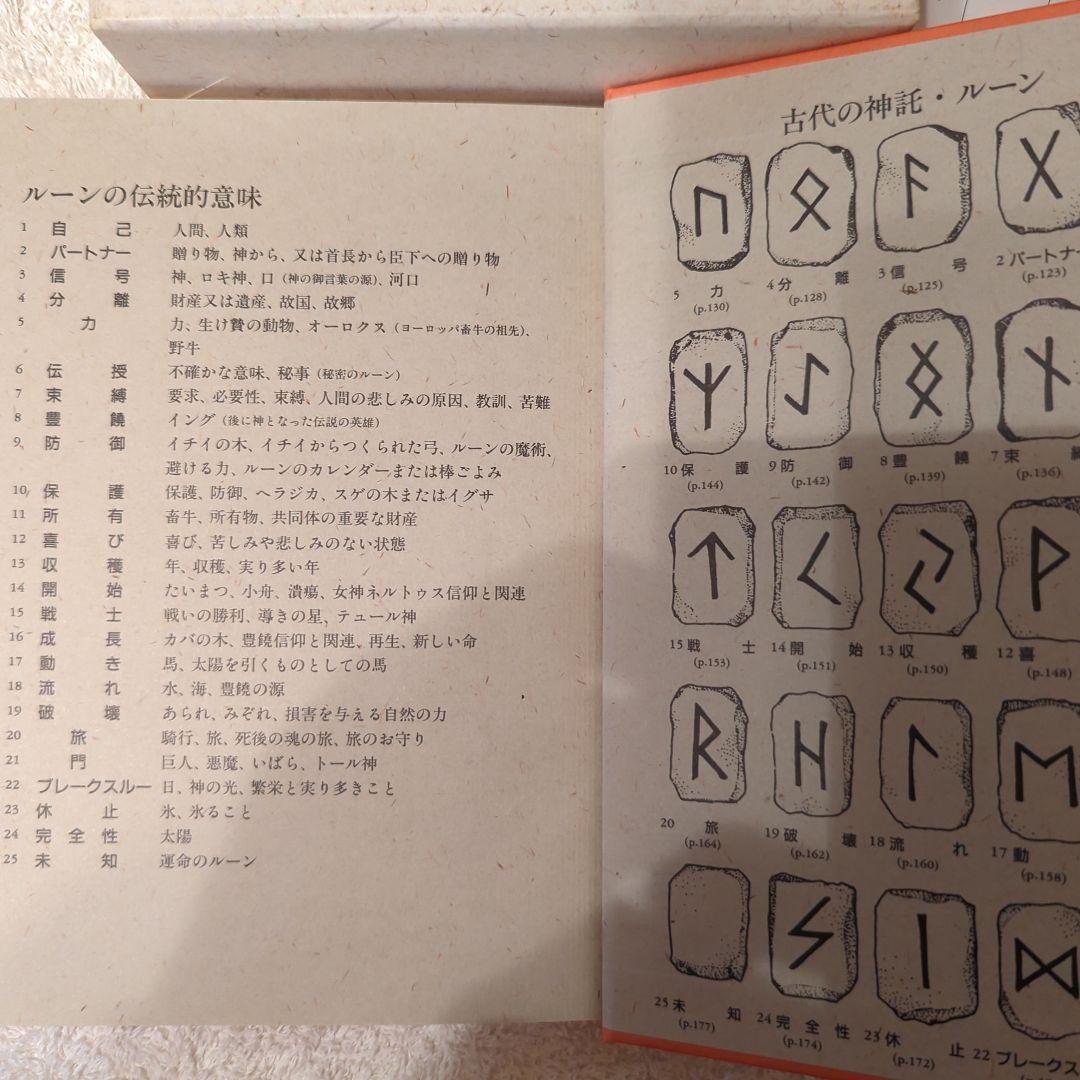 ルーンの伝統的意味
1 自己 人間、人類
2 パートナー 贈り物、神から、又は首長から臣下への贈り物
3 信号 神、ロキ神、口（神の御言葉の源）、河口
4 分離 財産又は遺産、故国、故郷
5 力 力、生け贄の動物、オーロクス（ヨーロッパ畜牛の祖先）、
野牛
6 伝授 不確かな意味、秘事（秘密のルーン）
7 束縛 要求、必要性、束縛、人間の悲しみの原因、教訓、苦難
8 豊饒 イング（後に神となった伝説の英雄）
9 防御 イチイの木、イチイからつくられた弓、ルーンの魔術、
避ける力、ルーンのカレンダーまたは棒ごよみ
10 保護 保護、防御、ヘラジカ、スゲの木またはイグサ
11 所有 畜牛、所有物、共同体の重要な財産
12 喜び 喜び、苦しみや悲しみのない状態
13 収穫 年、収穫、実り多い年
14 開始 たいまつ、小舟、潰瘍、女神ネルトゥス信仰と関連
15 戦士 戦いの勝利、導きの星、テュール神
16 成長 カバの木、豊饒信仰と関連、再生、新しい命
17 動き 馬、太陽を引くものとしての馬
18 流れ 水、海、豊饒の源
19 破壊 あられ、みぞれ、損害を与える自然の力
20 旅 騎行、旅、死後の魂の旅、旅のお守り
21 門 巨人、悪魔、いばら、トール神
22 ブレークスルー 日、神の光、繁栄と実り多きこと
23 休止 氷、氷ること
24 完全性 太陽
25 未知 運命のルーン
古代の神託・ルーン
ᚢ ᛟ ᚨ ᚷ
5 力 4 分離 3 信号 2 パートナー
(p.130) (p.128) (p.125) (p.123)
ᛉ ᛇ ᛜ ᚾ
10 保護 9 防御 8 豊饒 7 束縛
(p.144) (p.142) (p.139) (p.136)
ᛏ ᚲ ᛃ ᚹ
15 戦士 14 開始 13 収穫 12 喜
(p.153) (p.151) (p.150) (p.148)
ᚱ ᚺ ᛚ ᛖ
20 旅 19 破壊 18 流れ 17 動
(p.164) (p.162) (p.160) (p.158)
ᛊ ᛁ ᛞ
25 未知 24 完全性 23 休止 22 ブレークス
(p.177) (p.174) (p.172)